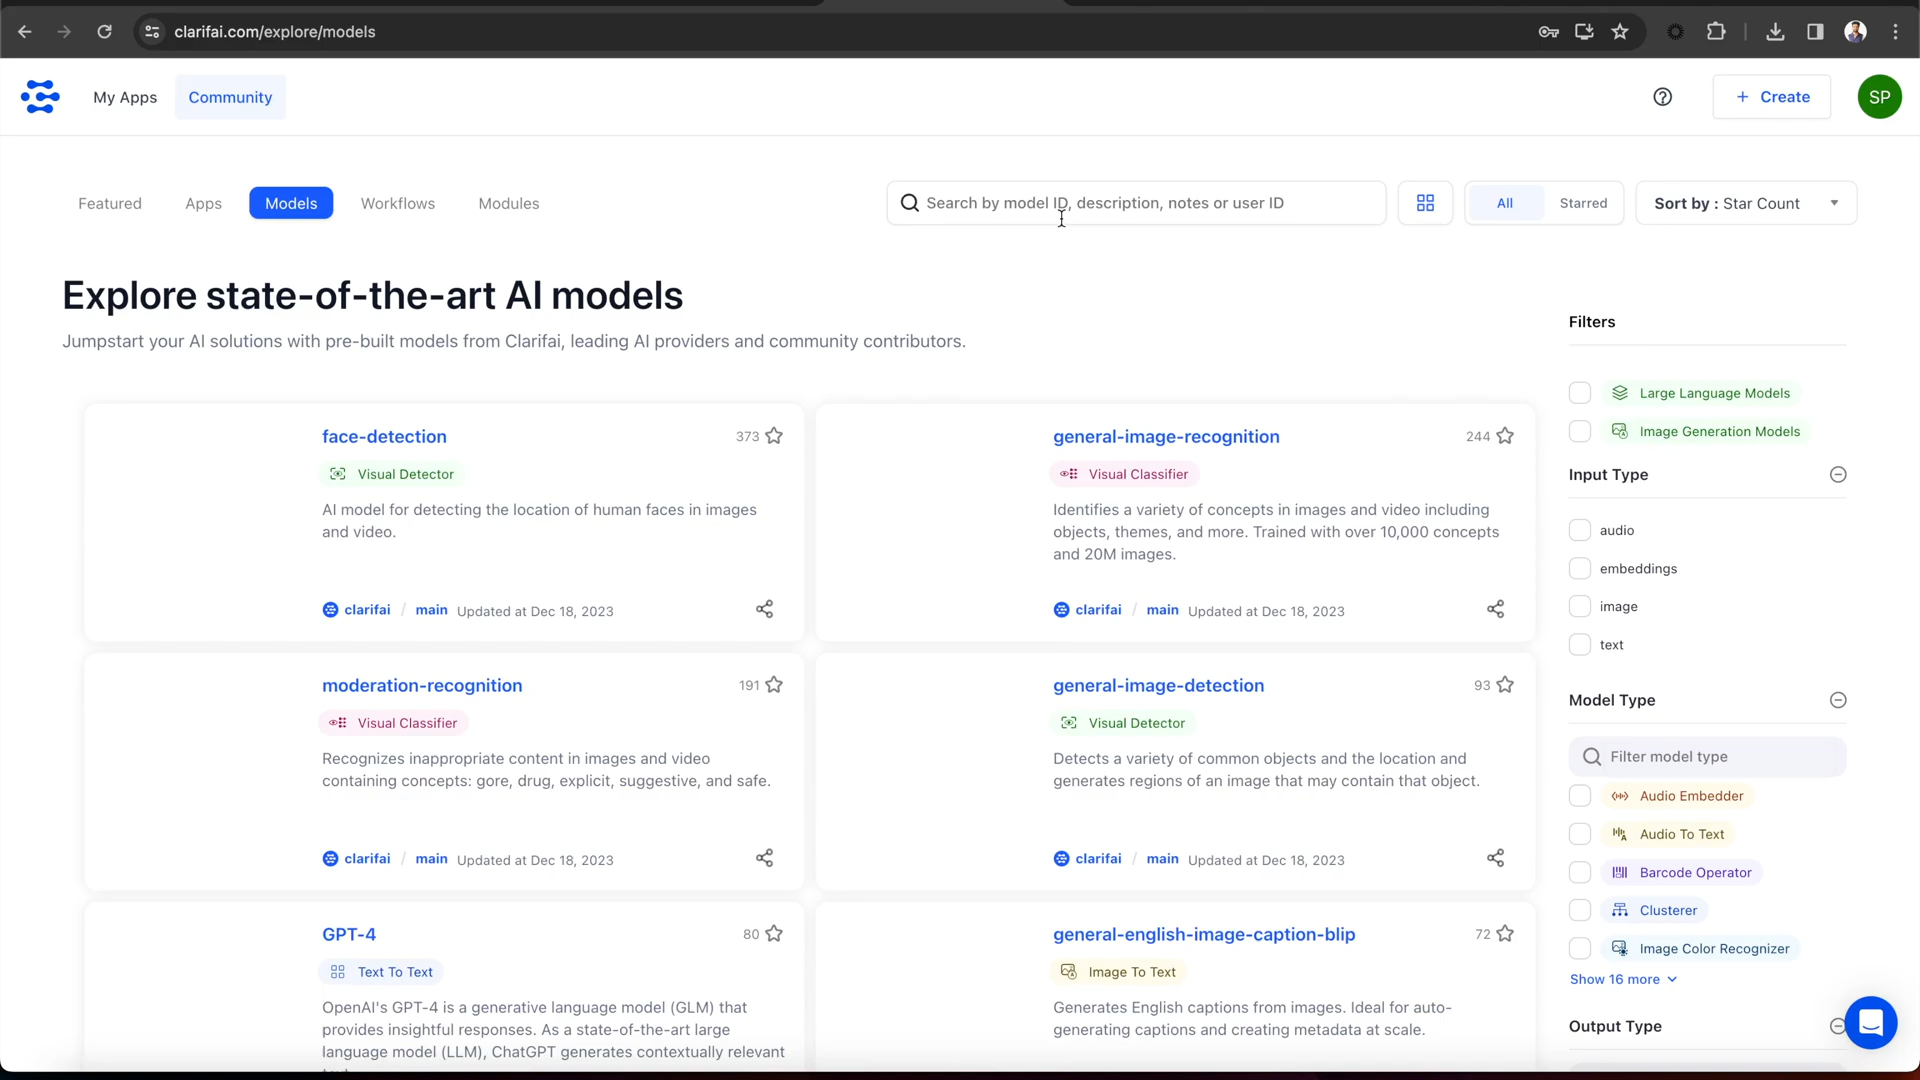 clarifai.com/explore/models
My Apps
Community
Create
SP
Featured
Apps
Models
Workflows
Modules
Search by model ID, description, notes or user ID
All
Starred
Sort by : Star Count
Explore state-of-the-art AI models
Jumpstart your AI solutions with pre-built models from Clarifai, leading AI providers and community contributors.
face-detection
373
Visual Detector
AI model for detecting the location of human faces in images
and video.
clarifai / main Updated at Dec 18, 2023
general-image-recognition
244
Visual Classifier
Identifies a variety of concepts in images and video including
objects, themes, and more. Trained with over 10,000 concepts
and 20M images.
clarifai / main Updated at Dec 18, 2023
moderation-recognition
191
Visual Classifier
Recognizes inappropriate content in images and video
containing concepts: gore, drug, explicit, suggestive, and safe.
clarifai / main Updated at Dec 18, 2023
general-image-detection
93
Visual Detector
Detects a variety of common objects and the location and
generates regions of an image that may contain that object.
clarifai / main Updated at Dec 18, 2023
GPT-4
80
Text To Text
OpenAI's GPT-4 is a generative language model (GLM) that
provides insightful responses. As a state-of-the-art large
language model (LLM), ChatGPT generates contextually relevant
general-english-image-caption-blip
72
Image To Text
Generates English captions from images. Ideal for auto-
generating captions and creating metadata at scale.
Filters
Large Language Models
Image Generation Models
Input Type
audio
embeddings
image
text
Model Type
Filter model type
Audio Embedder
Audio To Text
Barcode Operator
Clusterer
Image Color Recognizer
Show 16 more
Output Type